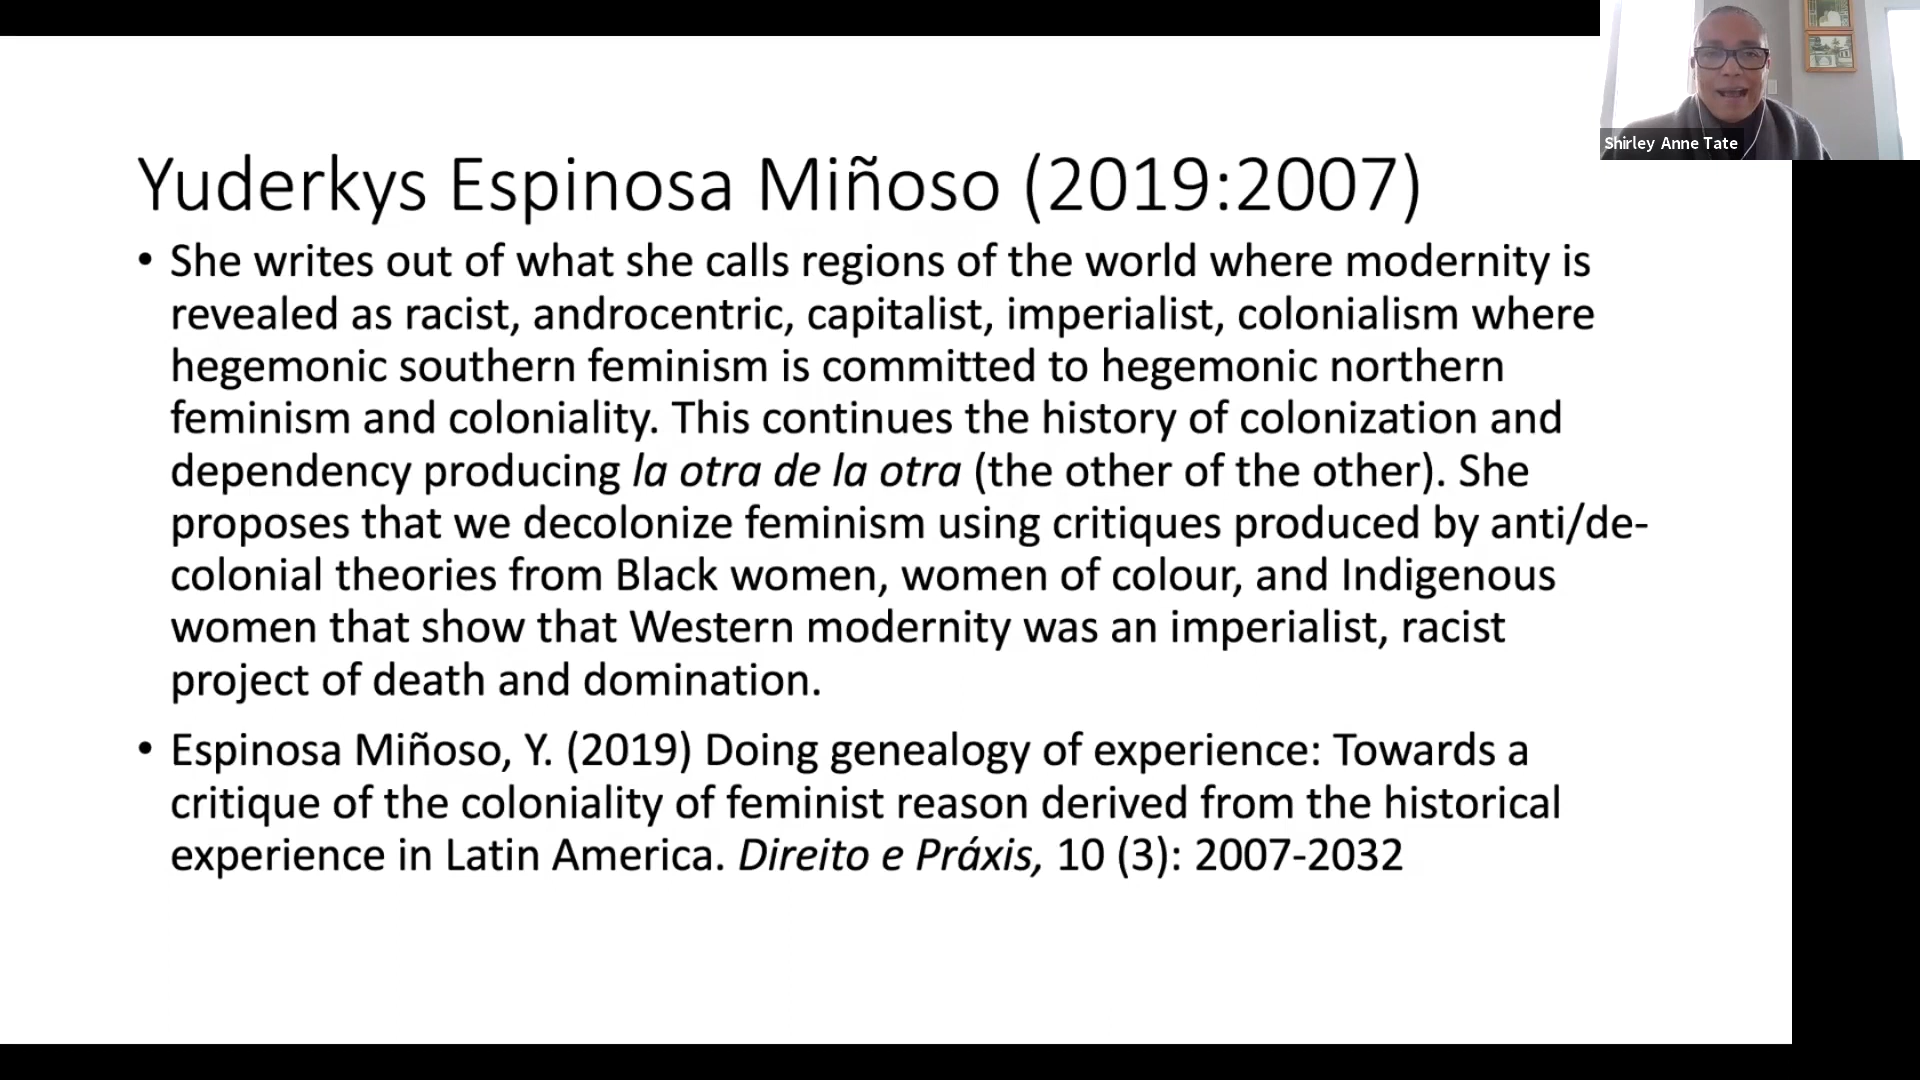 Shirley Anne Tate
Yuderkys Espinosa Miñoso (2019:2007)
• She writes out of what she calls regions of the world where modernity is
revealed as racist, androcentric, capitalist, imperialist, colonialism where
hegemonic southern feminism is committed to hegemonic northern
feminism and coloniality. This continues the history of colonization and
dependency producing la otra de la otra (the other of the other). She
proposes that we decolonize feminism using critiques produced by anti/de-
colonial theories from Black women, women of colour, and Indigenous
women that show that Western modernity was an imperialist, racist
project of death and domination.
• Espinosa Miñoso, Y. (2019) Doing genealogy of experience: Towards a
critique of the coloniality of feminist reason derived from the historical
experience in Latin America. Direito e Práxis, 10 (3): 2007-2032